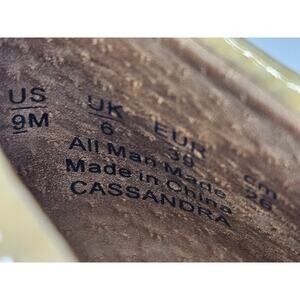 US UK EUR cm
9M 6 39 26
All Man Made
Made in China
CASSANDRA